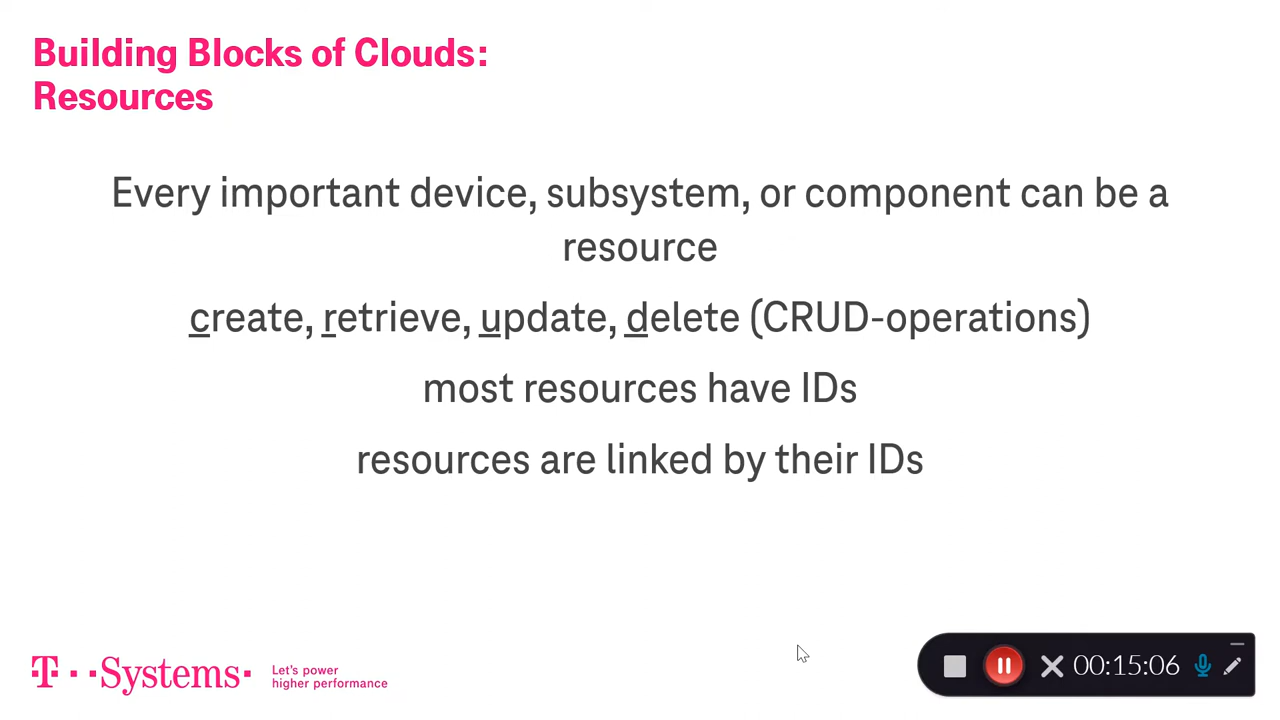 Building Blocks of Clouds:
Resources
Every important device, subsystem, or component can be a
resource
create, retrieve, update, delete (CRUD-operations)
most resources have IDs
resources are linked by their IDs
T··Systems·
Let's power
higher performance
00:15:06